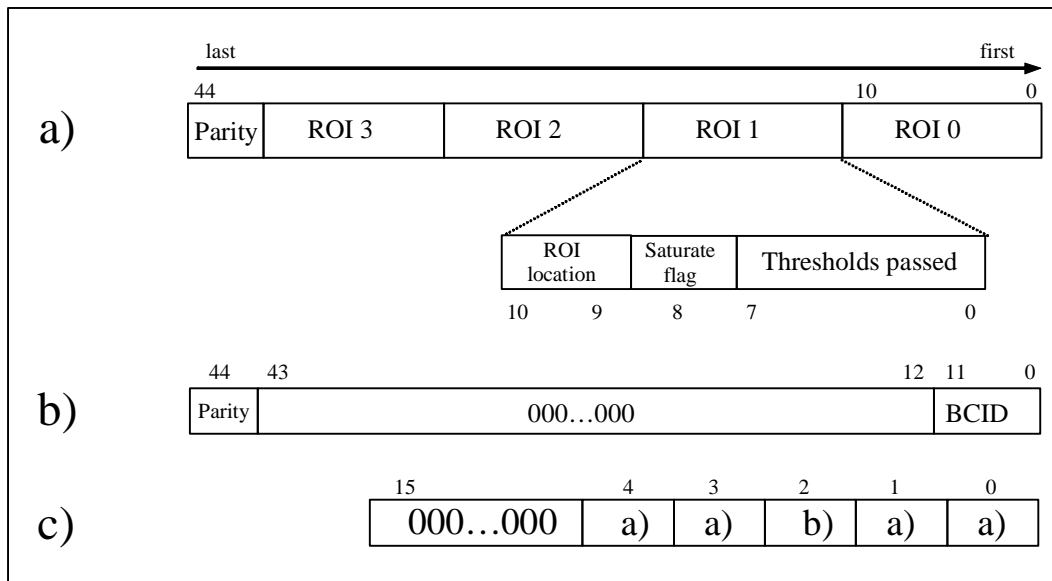 last first
44 10 0
a) Parity ROI 3 ROI 2 ROI 1 ROI 0
ROI location Saturate flag Thresholds passed
10 9 8 7 0
44 43 12 11 0
b) Parity 000…000 BCID
15 4 3 2 1 0
c) 000…000 a) a) b) a) a)